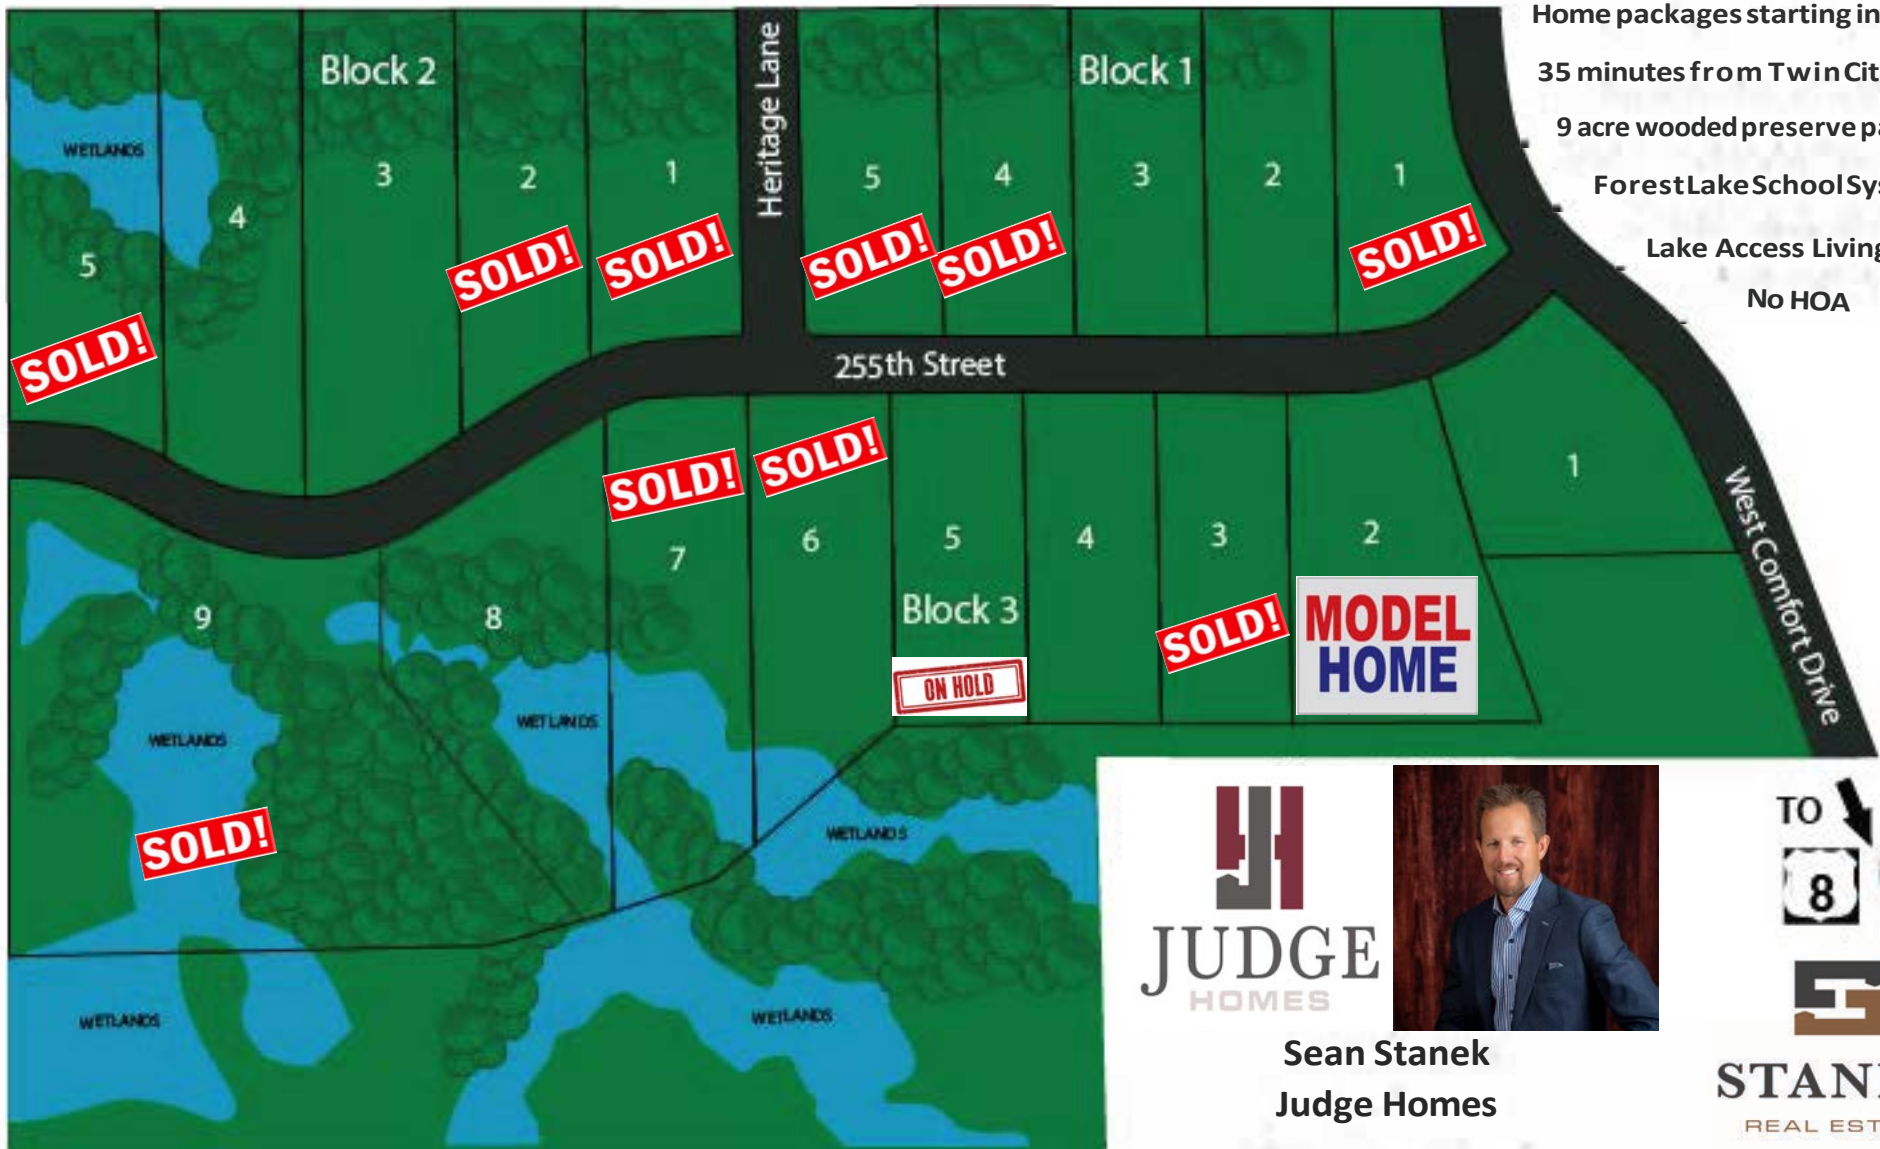 Home packages starting in
35 minutes from Twin Cit
9 acre wooded preserve pa
Forest Lake School Sys
Lake Access Living
No HOA
Block 2
Heritage Lane
Block 1
WETLANDS
5
4
3
2
1
5
4
3
2
1
SOLD!
SOLD!
SOLD!
SOLD!
SOLD!
SOLD!
255th Street
SOLD!
SOLD!
9
8
7
6
5
4
3
2
1
Block 3
SOLD!
MODEL
HOME
ON HOLD
West Comfort Drive
WETLANDS
WETLANDS
WETLANDS
SOLD!
WETLANDS
WETLANDS
JUDGE
HOMES
Sean Stanek
Judge Homes
TO
8
STAN
REAL EST